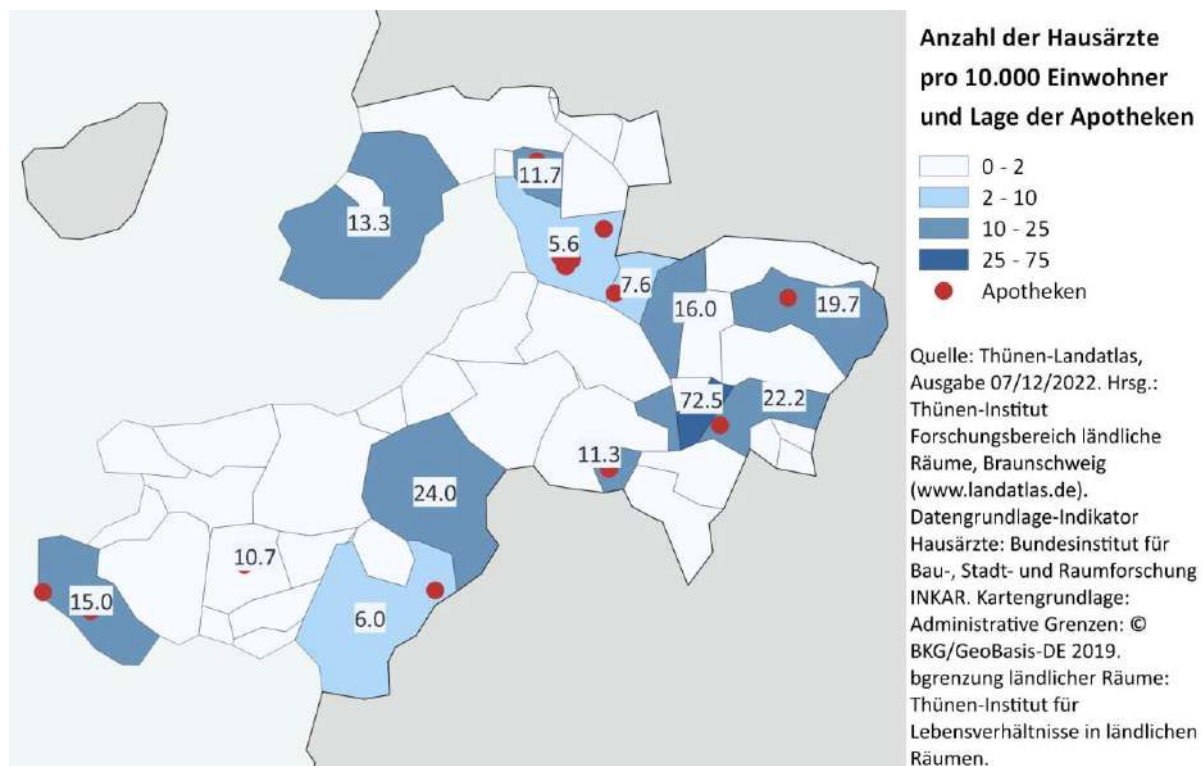 Anzahl der Hausärzte
pro 10.000 Einwohner
und Lage der Apotheken
0 - 2
2 - 10
10 - 25
25 - 75
Apotheken
Quelle: Thünen-Landatlas,
Ausgabe 07/12/2022. Hrsg.:
Thünen-Institut
Forschungsbereich ländliche
Räume, Braunschweig
(www.landatlas.de).
Datengrundlage-Indikator
Hausärzte: Bundesinstitut für
Bau-, Stadt- und Raumforschung
INKAR. Kartengrundlage:
Administrative Grenzen: ©
BKG/GeoBasis-DE 2019.
bgrenzung ländlicher Räume:
Thünen-Institut für
Lebensverhältnisse in ländlichen
Räumen.
11.7
13.3
5.6
7.6
16.0
19.7
72.5
22.2
11.3
24.0
10.7
15.0
6.0